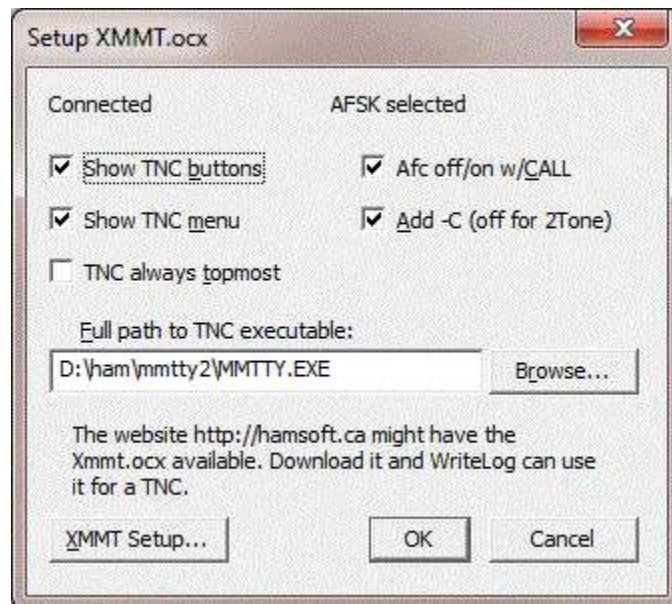 Setup XMMT.ocx
Connected
AFSK selected
Show TNC buttons
Afc off/on w/CALL
Show TNC menu
Add -C (off for 2Tone)
TNC always topmost
Full path to TNC executable:
D:\ham\mmtty2\MMTTY.EXE
Browse...
The website http://hamsoft.ca might have the
Xmmt.ocx available. Download it and WriteLog can use
it for a TNC.
XMMT Setup...
OK
Cancel